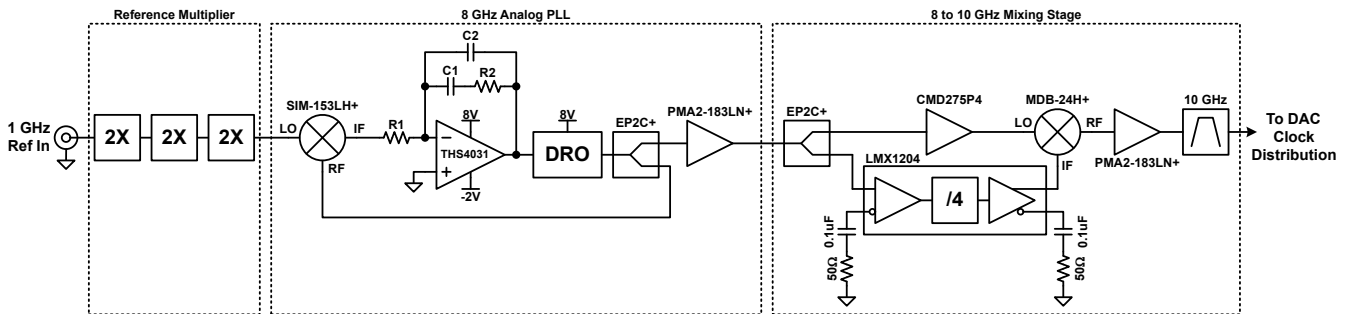 Reference Multiplier
8 GHz Analog PLL
8 to 10 GHz Mixing Stage
1 GHz
Ref In
2X
2X
2X
SIM-153LH+
LO
IF
RF
R1
C2
C1
R2
8V
THS4031
-2V
8V
DRO
EP2C+
PMA2-183LN+
EP2C+
CMD275P4
MDB-24H+
LO
RF
IF
LMX1204
/4
0.1uF
50Ω
0.1uF
50Ω
PMA2-183LN+
10 GHz
To DAC
Clock
Distribution